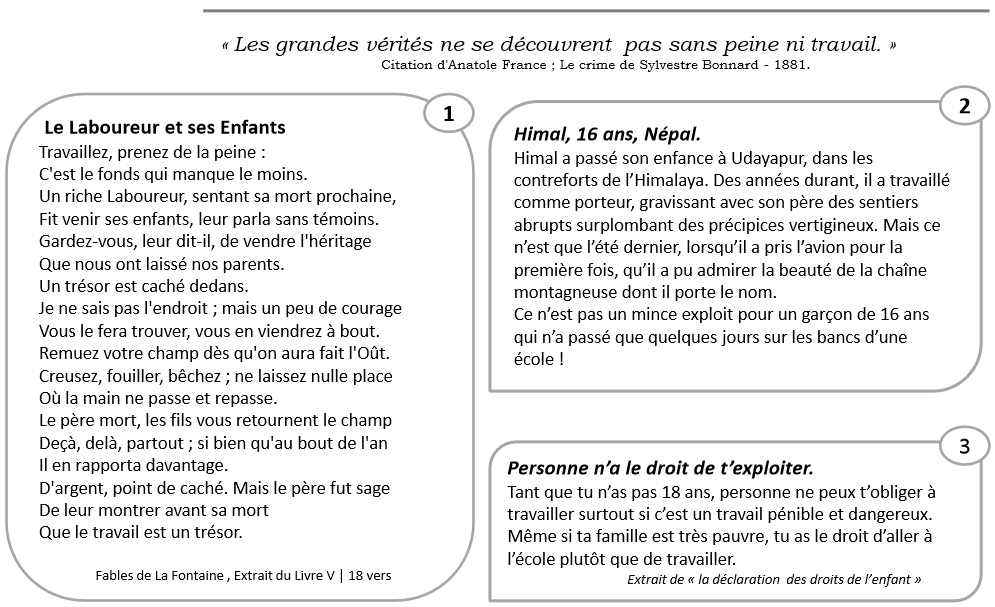 « Les grandes vérités ne se découvrent pas sans peine ni travail. »
Citation d'Anatole France ; Le crime de Sylvestre Bonnard - 1881.
1
Le Laboureur et ses Enfants
Travaillez, prenez de la peine :
C'est le fonds qui manque le moins.
Un riche Laboureur, sentant sa mort prochaine,
Fit venir ses enfants, leur parla sans témoins.
Gardez-vous, leur dit-il, de vendre l'héritage
Que nous ont laissé nos parents.
Un trésor est caché dedans.
Je ne sais pas l'endroit ; mais un peu de courage
Vous le fera trouver, vous en viendrez à bout.
Remuez votre champ dès qu'on aura fait l'Oût.
Creusez, fouiller, bêchez ; ne laissez nulle place
Où la main ne passe et repasse.
Le père mort, les fils vous retournent le champ
Deçà, delà, partout ; si bien qu'au bout de l'an
Il en rapporta davantage.
D'argent, point de caché. Mais le père fut sage
De leur montrer avant sa mort
Que le travail est un trésor.
Fables de La Fontaine , Extrait du Livre V | 18 vers
2
Himal, 16 ans, Népal.
Himal a passé son enfance à Udayapur, dans les
contreforts de l’Himalaya. Des années durant, il a travaillé
comme porteur, gravissant avec son père des sentiers
abrupts surplombant des précipices vertigineux. Mais ce
n’est que l’été dernier, lorsqu’il a pris l’avion pour la
première fois, qu’il a pu admirer la beauté de la chaîne
montagneuse dont il porte le nom.
Ce n’est pas un mince exploit pour un garçon de 16 ans
qui n’a passé que quelques jours sur les bancs d’une
école !
3
Personne n’a le droit de t’exploiter.
Tant que tu n’as pas 18 ans, personne ne peux t’obliger à
travailler surtout si c’est un travail pénible et dangereux.
Même si ta famille est très pauvre, tu as le droit d’aller à
l’école plutôt que de travailler.
Extrait de « la déclaration des droits de l’enfant »